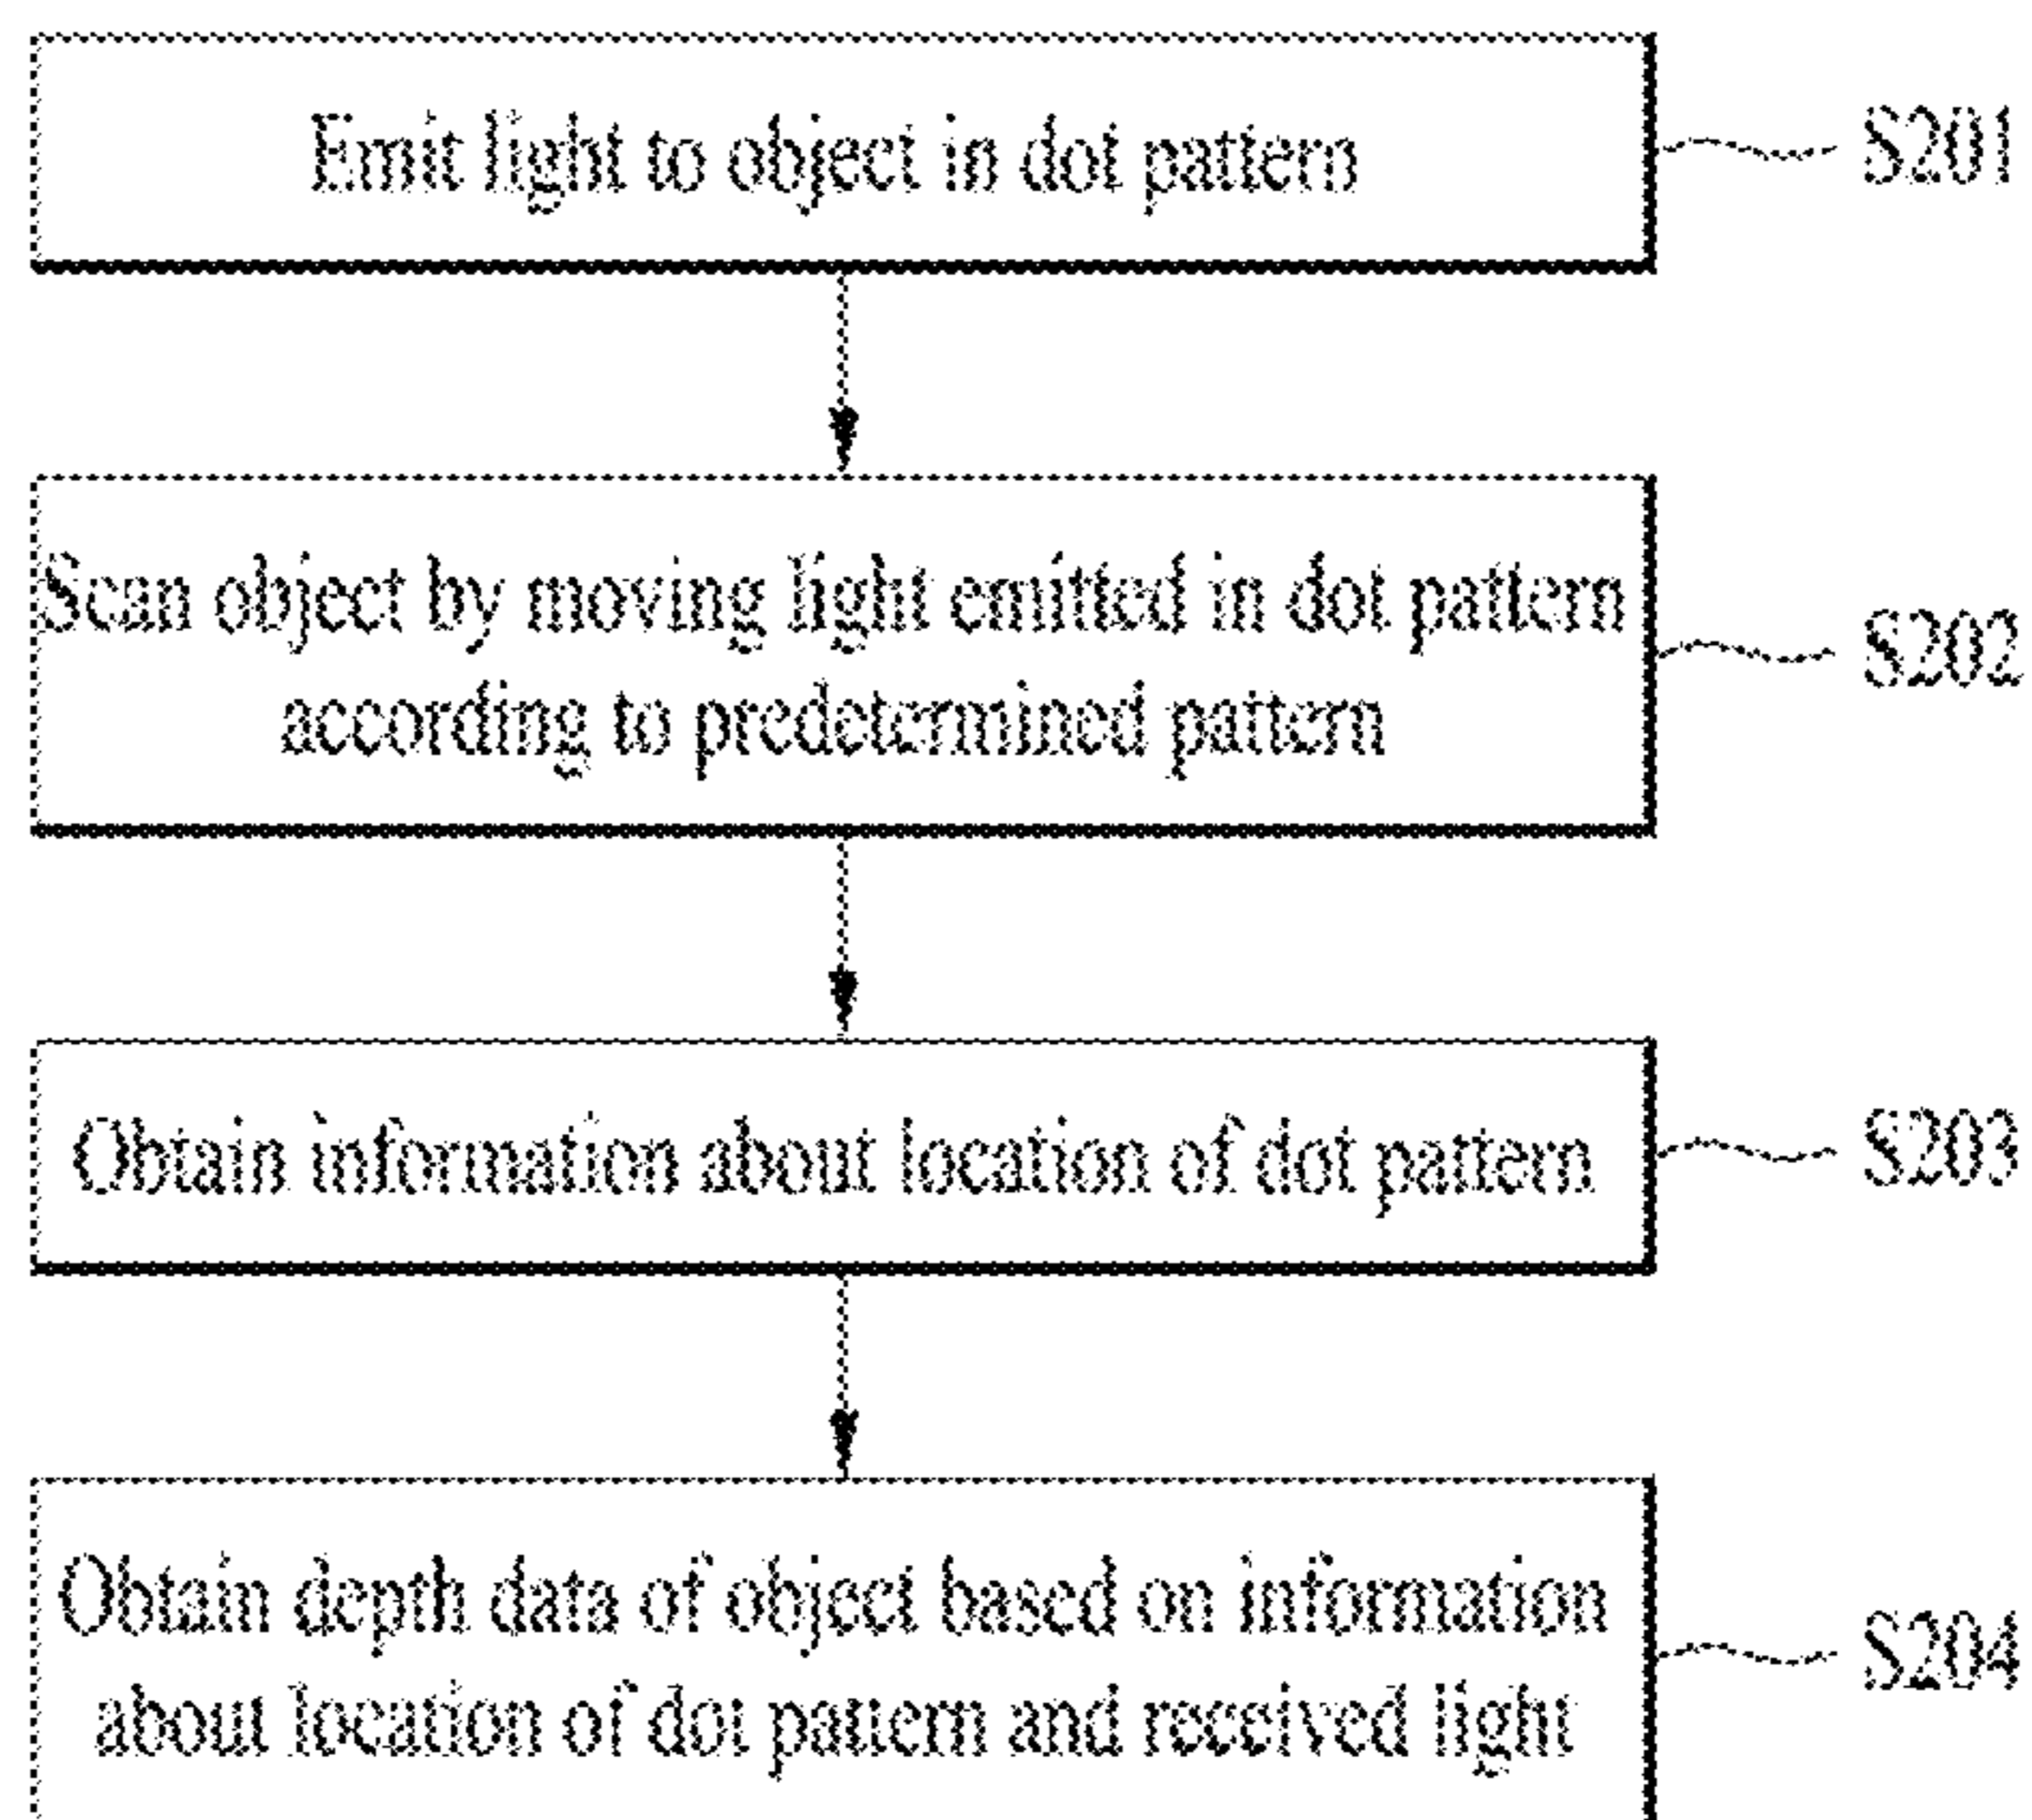 Emit light to object in dot pattern
S201
Scan object by moving light emitted in dot pattern
according to predetermined pattern
S202
Obtain information about location of dot pattern
S203
Obtain depth data of object based on information
about location of dot pattern and received light
S204